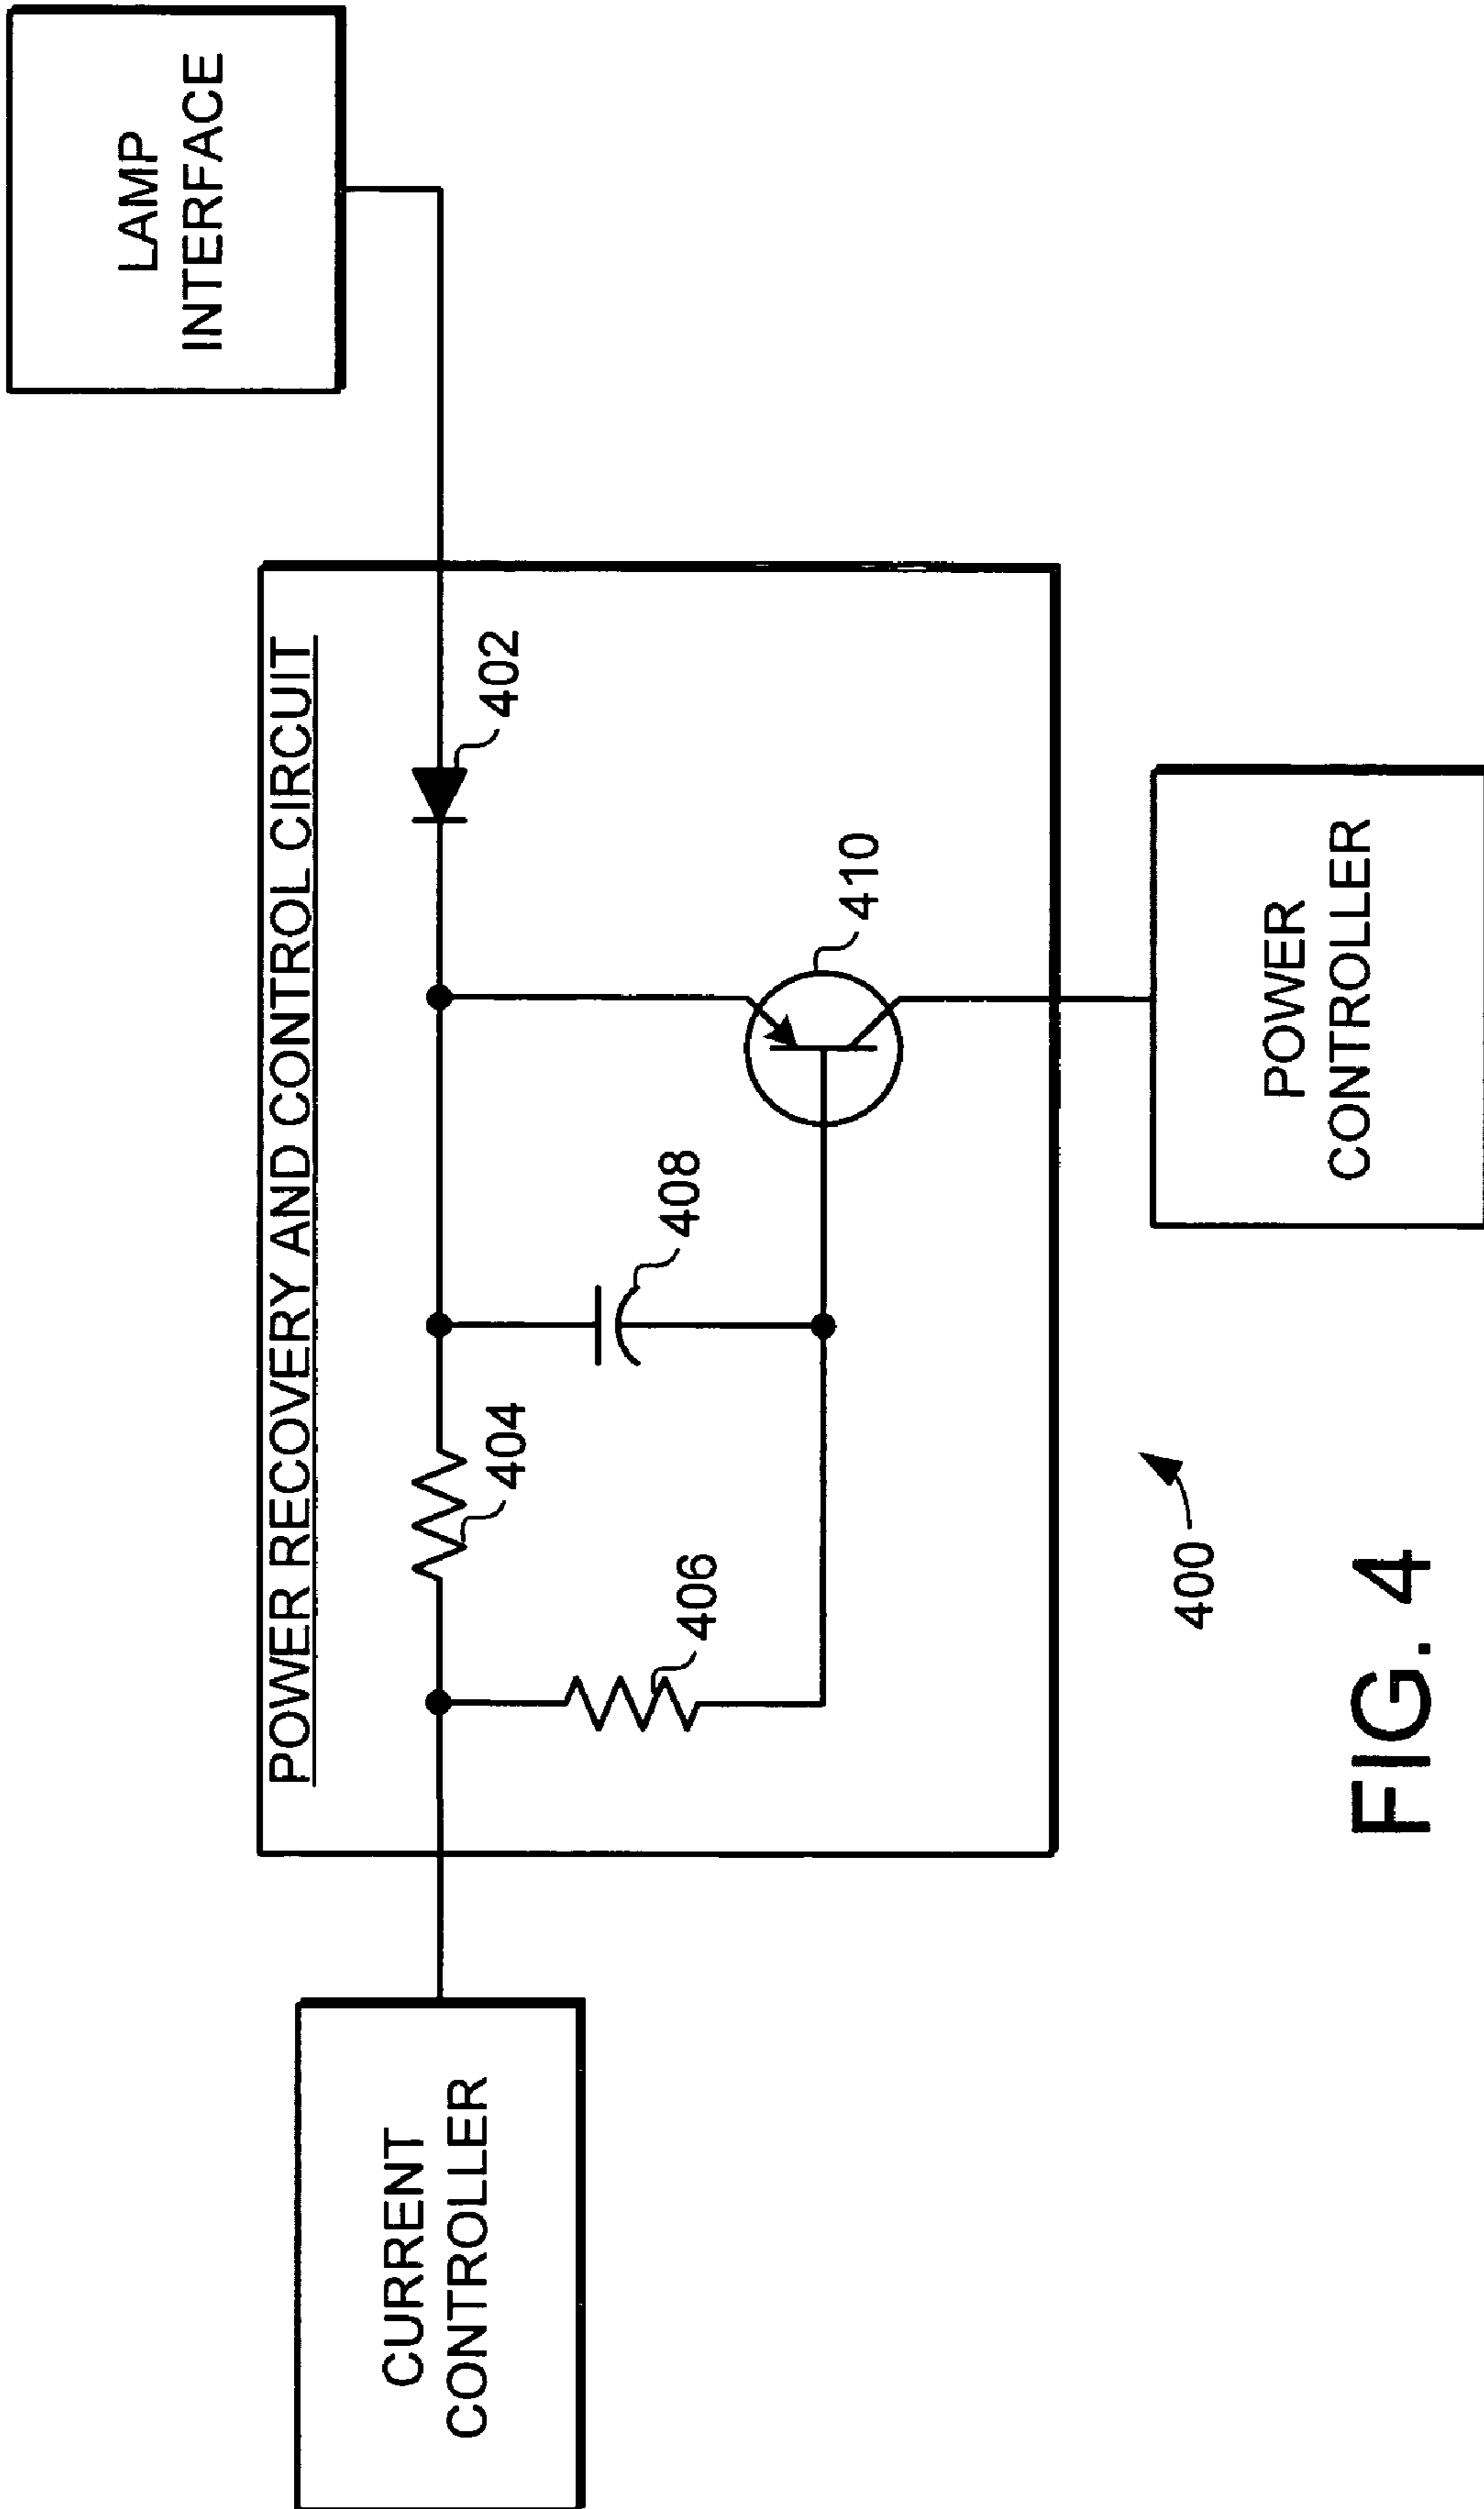 LAMP
INTERFACE
POWER RECOVERY AND CONTROL CIRCUIT
402
410
408
404
406
POWER
CONTROLLER
CURRENT
CONTROLLER
400
FIG. 4